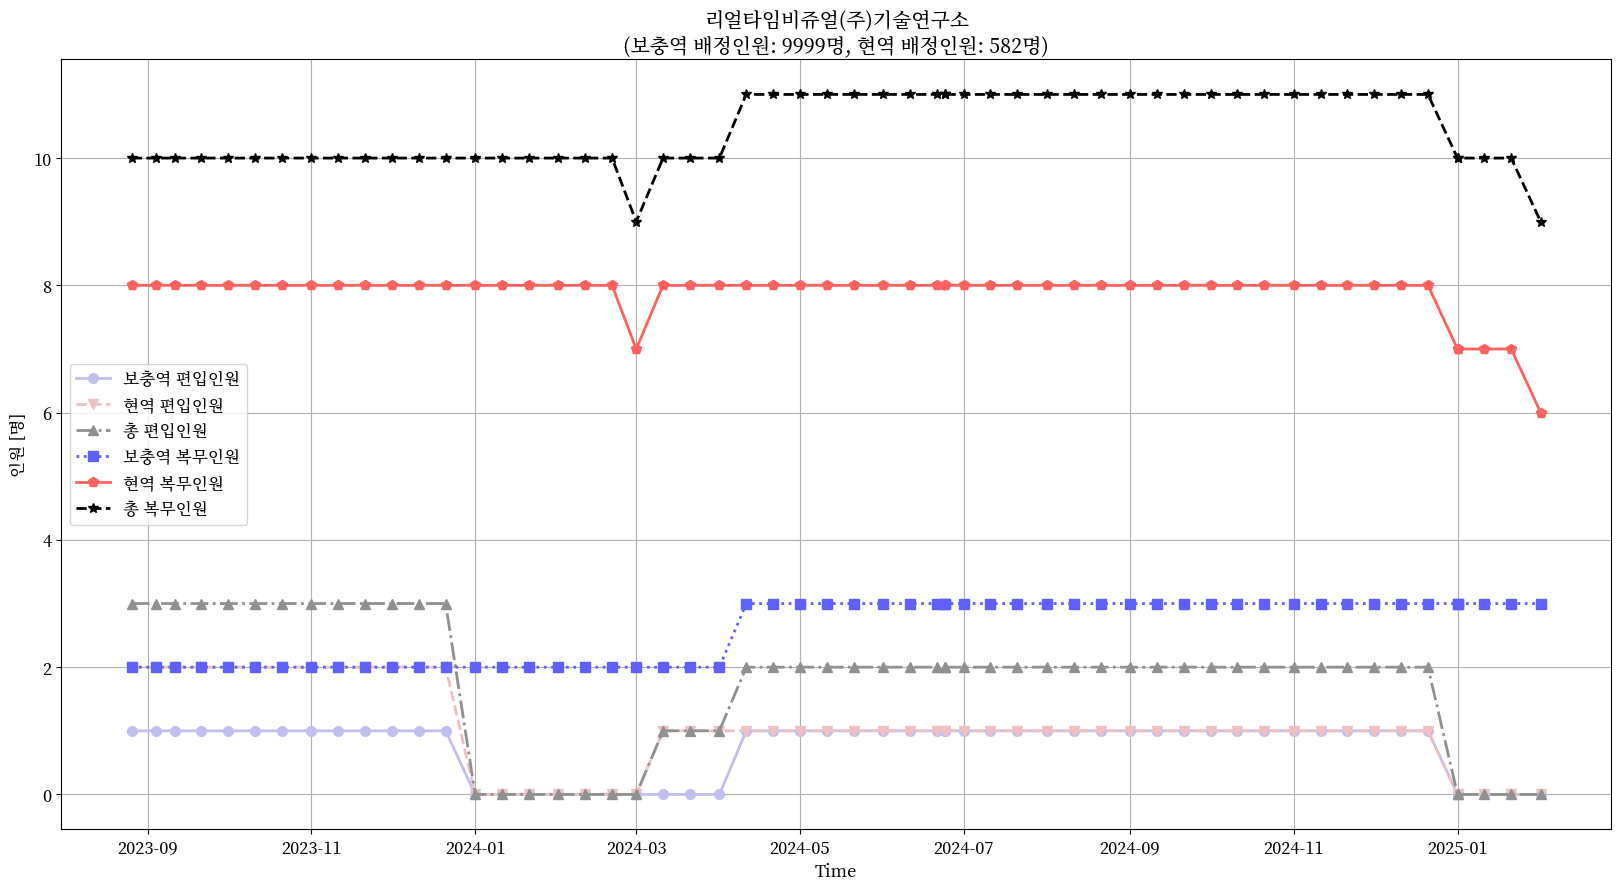 리얼타임비쥬얼(주)기술연구소
(보충역 배정인원: 9999명, 현역 배정인원: 582명)
인원 [명]
10
8
6
4
2
0
보충역 편입인원
현역 편입인원
총 편입인원
보충역 복무인원
현역 복무인원
총 복무인원
2023-09
2023-11
2024-01
2024-03
2024-05
2024-07
2024-09
2024-11
2025-01
Time